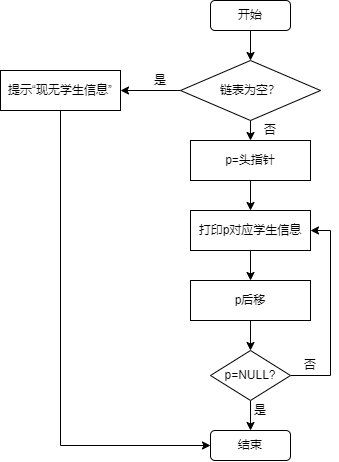 开始
链表为空?
是
提示“现无学生信息”
否
p=头指针
打印p对应学生信息
p后移
p=NULL?
否
是
结束